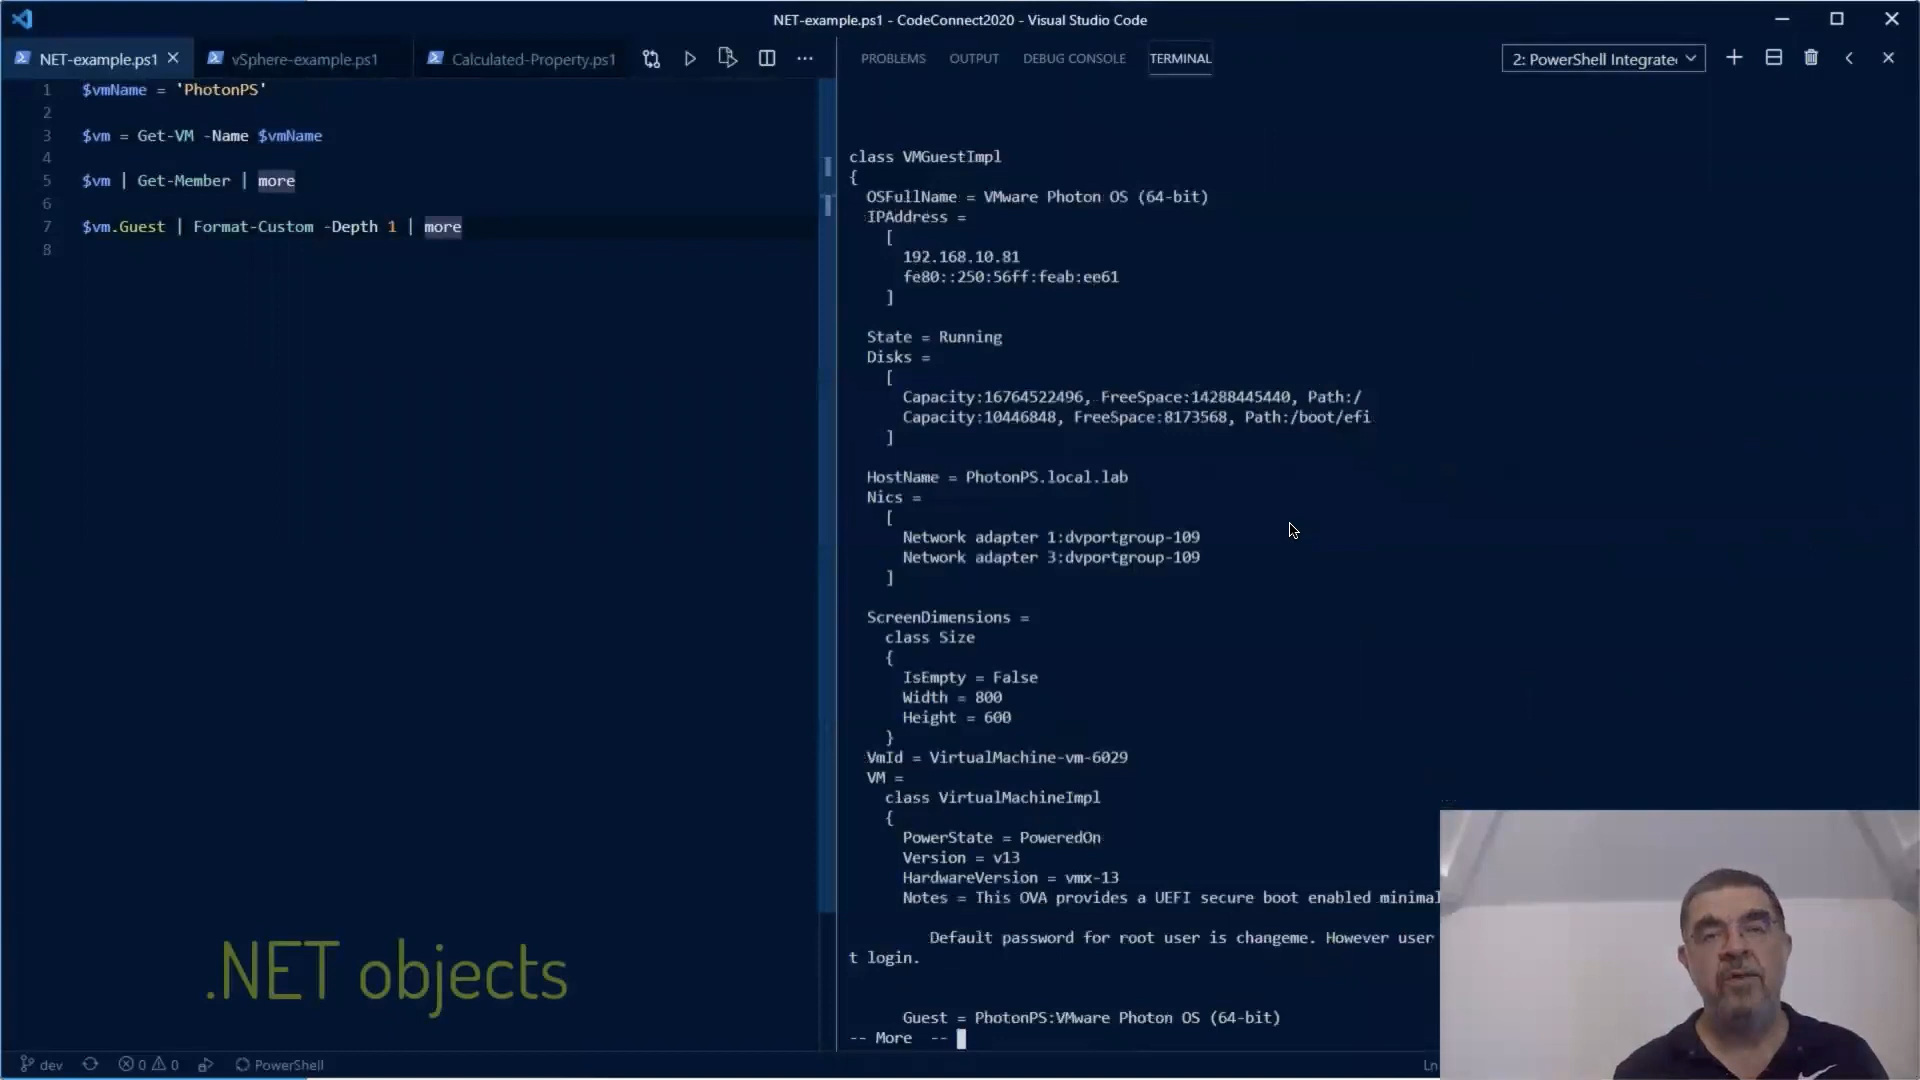 NET-example.ps1 - CodeConnect2020 - Visual Studio Code
NET-example.ps1
vSphere-example.ps1
Calculated-Property.ps1
PROBLEMS OUTPUT DEBUG CONSOLE TERMINAL
2: PowerShell Integrate
1 $vmName = 'PhotonPS'
2
3 $vm = Get-VM -Name $vmName
4
5 $vm | Get-Member | more
6
7 $vm.Guest | Format-Custom -Depth 1 | more
8
class VMGuestImpl
{
OSFullName = VMware Photon OS (64-bit)
IPAddress =
[
192.168.10.81
fe80::250:56ff:feab:ee61
]
State = Running
Disks =
[
Capacity:16764522496, FreeSpace:14288445440, Path:/
Capacity:10446848, FreeSpace:8173568, Path:/boot/efi
]
HostName = PhotonPS.local.lab
Nics =
[
Network adapter 1:dvportgroup-109
Network adapter 3:dvportgroup-109
]
ScreenDimensions =
class Size
{
IsEmpty = False
Width = 800
Height = 600
}
VmId = VirtualMachine-vm-6029
VM =
class VirtualMachineImpl
{
PowerState = PoweredOn
Version = v13
HardwareVersion = vmx-13
Notes = This OVA provides a UEFI secure boot enabled minimal
Default password for root user is changeme. However user
t login.
Guest = PhotonPS:VMware Photon OS (64-bit)
-- More --
.NET objects
dev
0 0
PowerShell
Ln